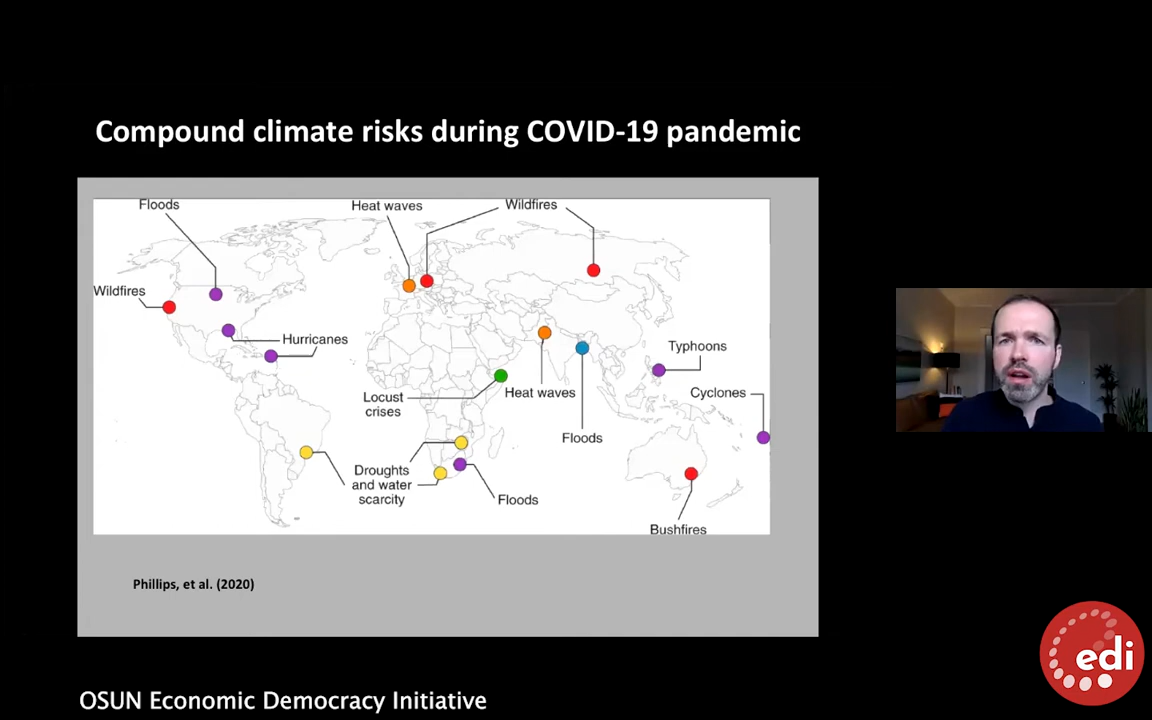 Compound climate risks during COVID-19 pandemic
Floods
Heat waves
Wildfires
Wildfires
Hurricanes
Typhoons
Locust
crises
Heat waves
Cyclones
Floods
Droughts
and water
scarcity
Floods
Bushfires
Phillips, et al. (2020)
edi
OSUN Economic Democracy Initiative